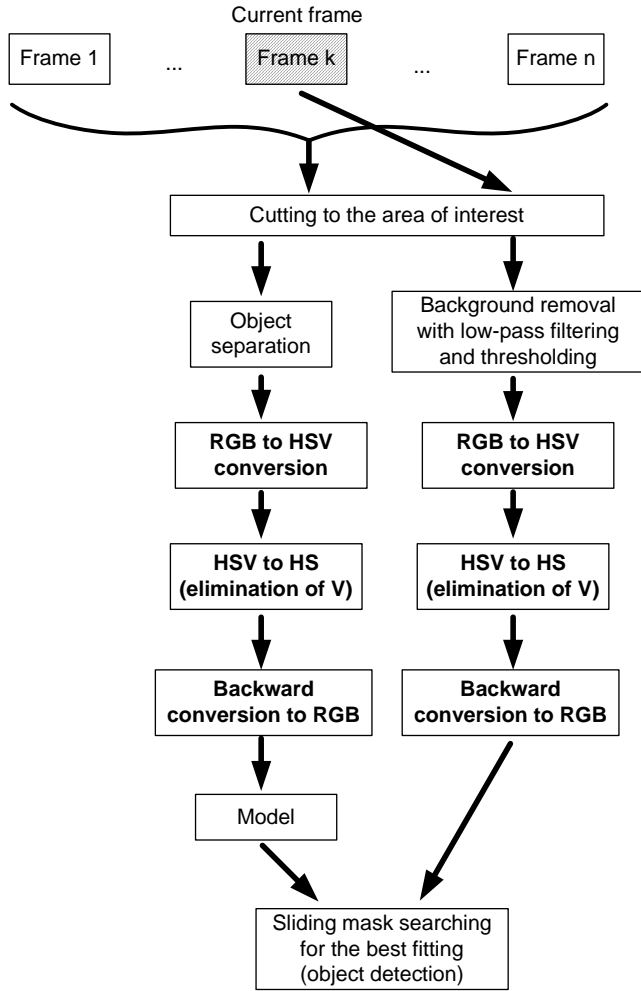 Current frame
Frame 1 ... Frame k ... Frame n
Cutting to the area of interest
Object
separation
Background removal
with low-pass filtering
and thresholding
RGB to HSV
conversion
RGB to HSV
conversion
HSV to HS
(elimination of V)
HSV to HS
(elimination of V)
Backward
conversion to RGB
Backward
conversion to RGB
Model
Sliding mask searching
for the best fitting
(object detection)